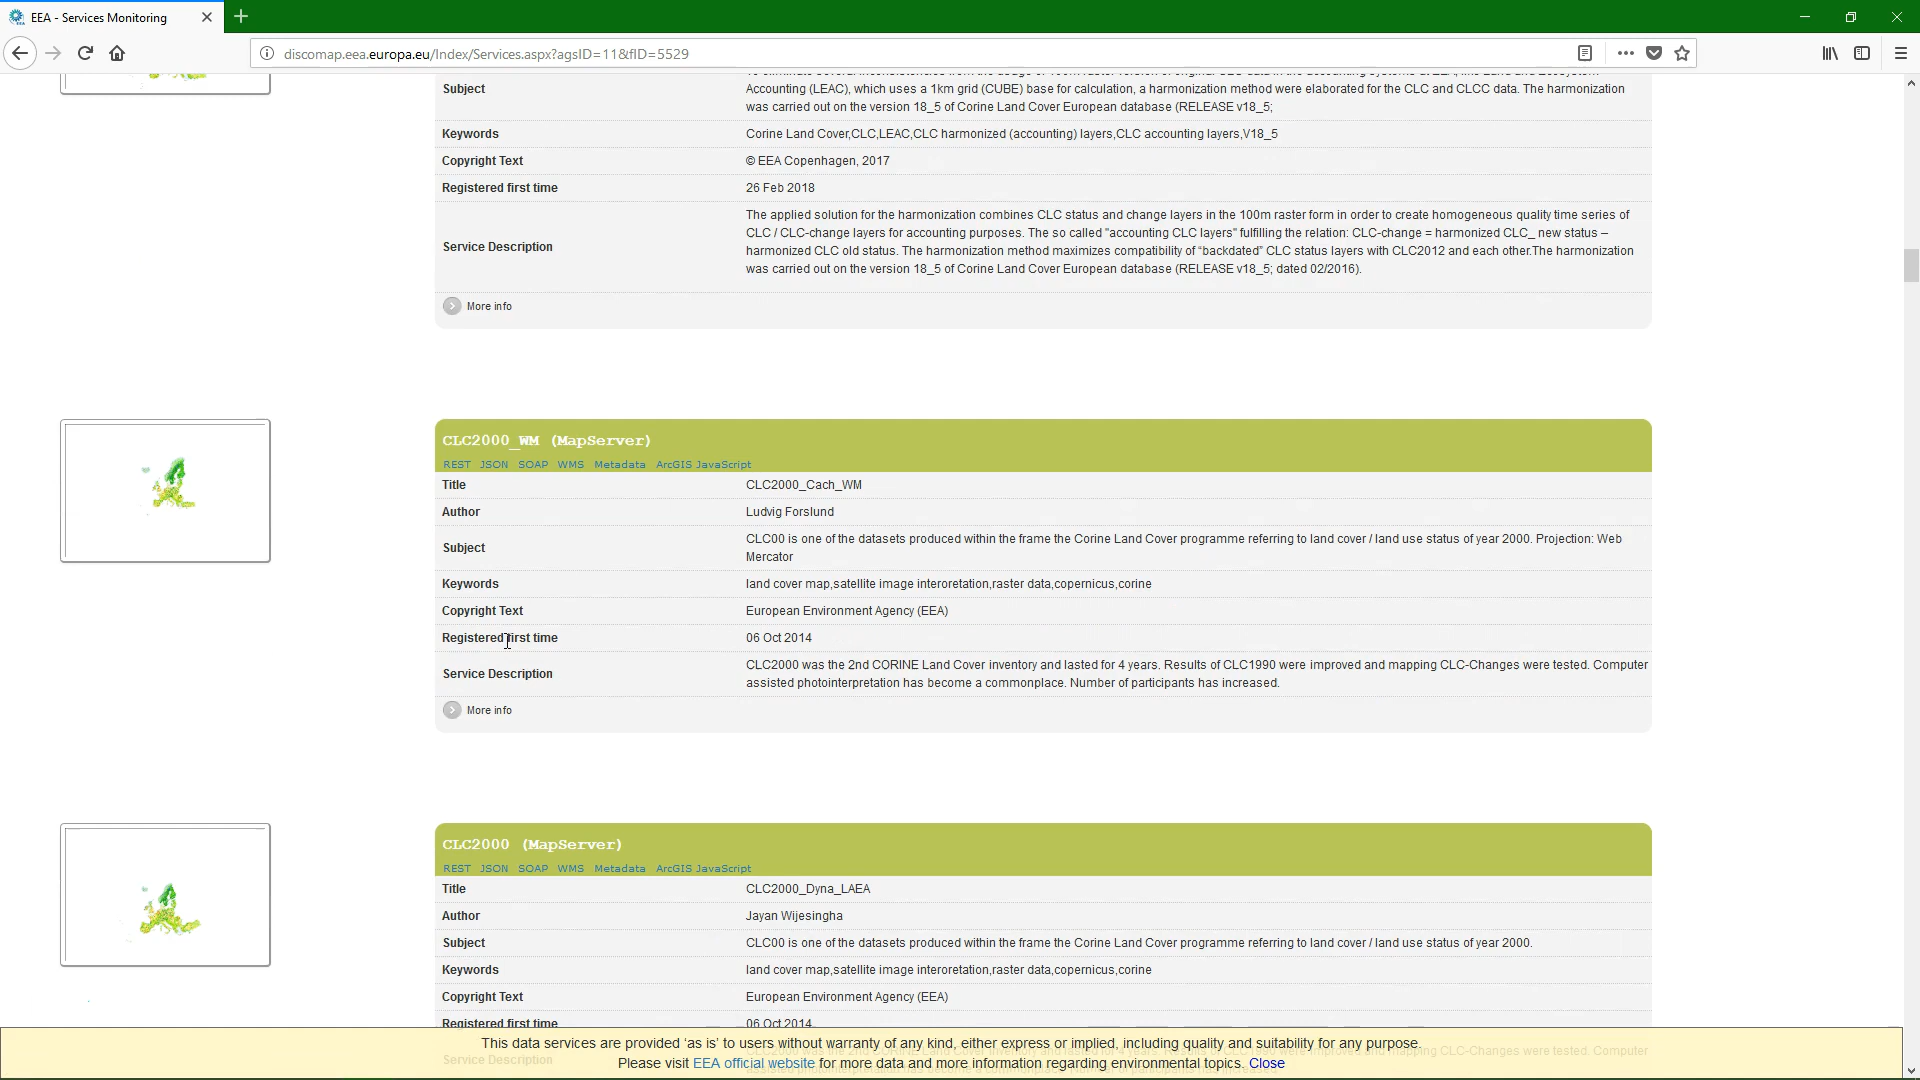 EEA - Services Monitoring
discomap.eea.europa.eu/Index/Services.aspx?agsID=11&fID=5529
Subject
Accounting (LEAC), which uses a 1km grid (CUBE) base for calculation, a harmonization method were elaborated for the CLC and CLCC data. The harmonization
was carried out on the version 18_5 of Corine Land Cover European database (RELEASE v18_5;
Keywords Corine Land Cover,CLC,LEAC,CLC harmonized (accounting) layers,CLC accounting layers,V18_5
Copyright Text © EEA Copenhagen, 2017
Registered first time 26 Feb 2018
Service Description
The applied solution for the harmonization combines CLC status and change layers in the 100m raster form in order to create homogeneous quality time series of
CLC / CLC-change layers for accounting purposes. The so called "accounting CLC layers" fulfilling the relation: CLC-change = harmonized CLC_ new status –
harmonized CLC old status. The harmonization method maximizes compatibility of “backdated” CLC status layers with CLC2012 and each other.The harmonization
was carried out on the version 18_5 of Corine Land Cover European database (RELEASE v18_5; dated 02/2016).
More info
CLC2000_WM (MapServer)
REST JSON SOAP WMS Metadata ArcGIS JavaScript
Title CLC2000_Cach_WM
Author Ludvig Forslund
Subject
CLC00 is one of the datasets produced within the frame the Corine Land Cover programme referring to land cover / land use status of year 2000. Projection: Web
Mercator
Keywords land cover map,satellite image interoretation,raster data,copernicus,corine
Copyright Text European Environment Agency (EEA)
Registered first time 06 Oct 2014
Service Description
CLC2000 was the 2nd CORINE Land Cover inventory and lasted for 4 years. Results of CLC1990 were improved and mapping CLC-Changes were tested. Computer
assisted photointerpretation has become a commonplace. Number of participants has increased.
More info
CLC2000 (MapServer)
REST JSON SOAP WMS Metadata ArcGIS JavaScript
Title CLC2000_Dyna_LAEA
Author Jayan Wijesingha
Subject CLC00 is one of the datasets produced within the frame the Corine Land Cover programme referring to land cover / land use status of year 2000.
Keywords land cover map,satellite image interoretation,raster data,copernicus,corine
Copyright Text European Environment Agency (EEA)
Registered first time 06 Oct 2014
Service Description
This data services are provided 'as is' to users without warranty of any kind, either express or implied, including quality and suitability for any purpose.
Please visit EEA official website for more data and more information regarding environmental topics. Close